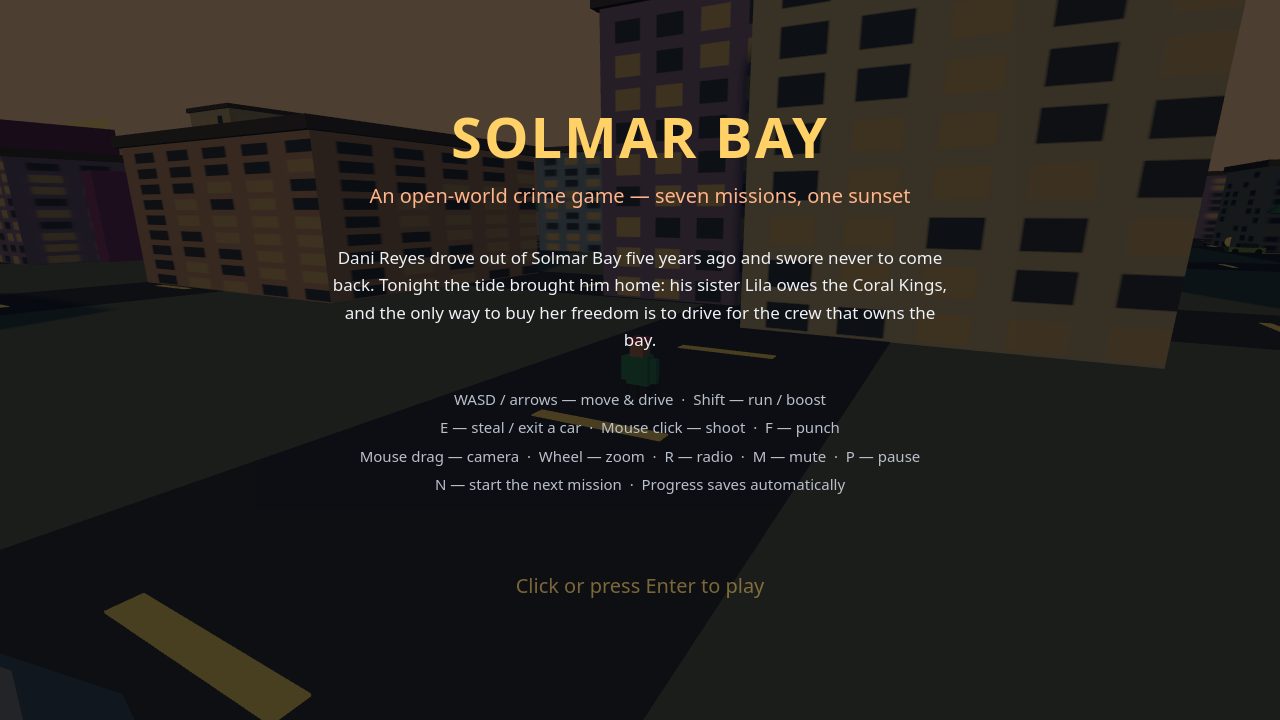 SOLMAR BAY
An open-world crime game — seven missions, one sunset
Dani Reyes drove out of Solmar Bay five years ago and swore never to come
back. Tonight the tide brought him home: his sister Lila owes the Coral Kings,
and the only way to buy her freedom is to drive for the crew that owns the
bay.
WASD / arrows — move & drive · Shift — run / boost
E — steal / exit a car · Mouse click — shoot · F — punch
Mouse drag — camera · Wheel — zoom · R — radio · M — mute · P — pause
N — start the next mission · Progress saves automatically
Click or press Enter to play